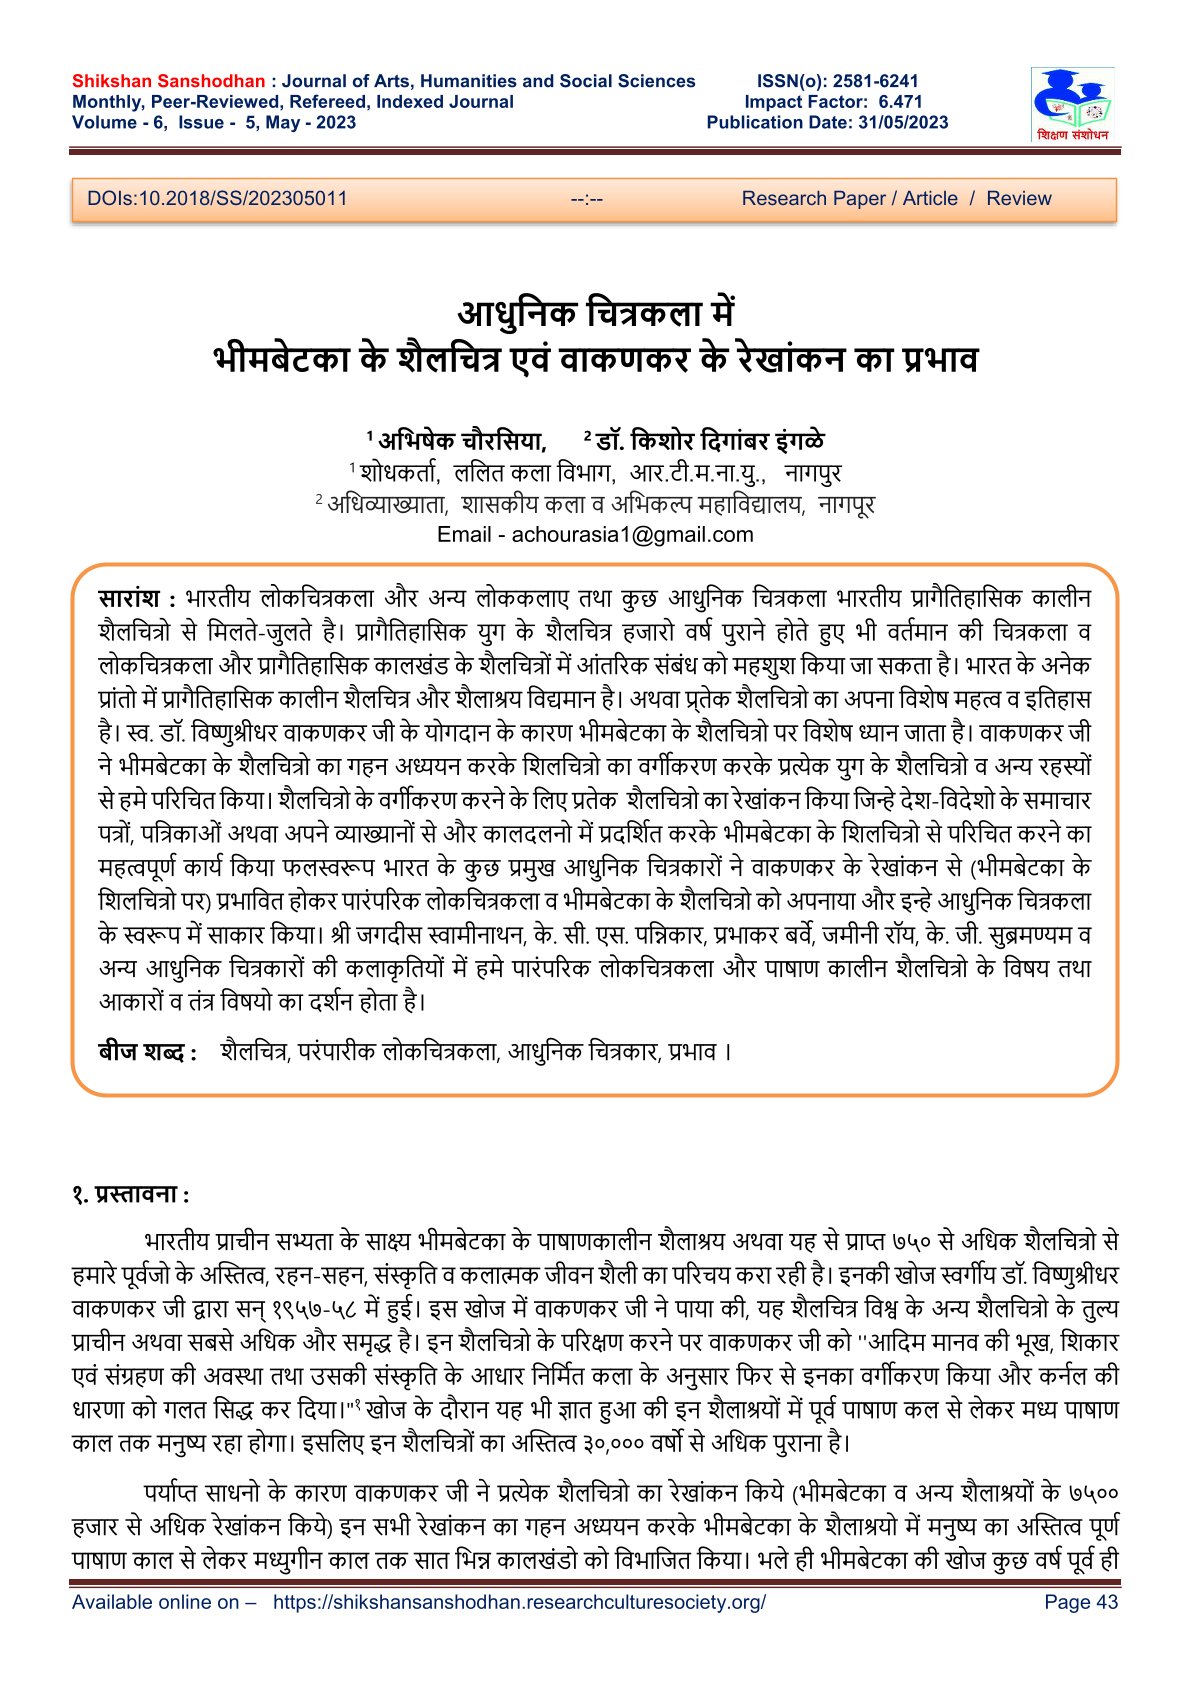 Shikshan Sanshodhan : Journal of Arts, Humanities and Social Sciences ISSN(o): 2581-6241
Monthly, Peer-Reviewed, Refereed, Indexed Journal Impact Factor: 6.471
Volume - 6, Issue - 5, May - 2023 Publication Date: 31/05/2023
शिक्षण संशोधन
DOIs:10.2018/SS/202305011 --:-- Research Paper / Article / Review
आधुनिक चित्रकला में
भीमबेटका के शैलचित्र एवं वाकणकर के रेखांकन का प्रभाव
¹ अभिषेक चौरसिया, ² डॉ. किशोर दिगांबर इंगळे
¹ शोधकर्ता, ललित कला विभाग, आर.टी.म.ना.यु., नागपुर
² अधिव्याख्याता, शासकीय कला व अभिकल्प महाविद्यालय, नागपूर
Email - achourasia1@gmail.com
सारांश : भारतीय लोकचित्रकला और अन्य लोककलाए तथा कुछ आधुनिक चित्रकला भारतीय प्रागैतिहासिक कालीन
शैलचित्रो से मिलते-जुलते है। प्रागैतिहासिक युग के शैलचित्र हजारो वर्ष पुराने होते हुए भी वर्तमान की चित्रकला व
लोकचित्रकला और प्रागैतिहासिक कालखंड के शैलचित्रों में आंतरिक संबंध को महशुश किया जा सकता है। भारत के अनेक
प्रांतो में प्रागैतिहासिक कालीन शैलचित्र और शैलाश्रय विद्यमान है। अथवा प्र्तेक शैलचित्रो का अपना विशेष महत्व व इतिहास
है। स्व. डॉ. विष्णुश्रीधर वाकणकर जी के योगदान के कारण भीमबेटका के शैलचित्रो पर विशेष ध्यान जाता है। वाकणकर जी
ने भीमबेटका के शैलचित्रो का गहन अध्ययन करके शिलचित्रो का वर्गीकरण करके प्रत्येक युग के शैलचित्रो व अन्य रहस्यों
से हमे परिचित किया। शैलचित्रो के वर्गीकरण करने के लिए प्रतेक शैलचित्रो का रेखांकन किया जिन्हे देश-विदेशो के समाचार
पत्रों, पत्रिकाओं अथवा अपने व्याख्यानों से और कालदलनो में प्रदर्शित करके भीमबेटका के शिलचित्रो से परिचित करने का
महत्वपूर्ण कार्य किया फलस्वरूप भारत के कुछ प्रमुख आधुनिक चित्रकारों ने वाकणकर के रेखांकन से (भीमबेटका के
शिलचित्रो पर) प्रभावित होकर पारंपरिक लोकचित्रकला व भीमबेटका के शैलचित्रो को अपनाया और इन्हे आधुनिक चित्रकला
के स्वरूप में साकार किया। श्री जगदीस स्वामीनाथन, के. सी. एस. पन्निकार, प्रभाकर बर्वे, जमीनी रॉय, के. जी. सुब्रमण्यम व
अन्य आधुनिक चित्रकारों की कलाकृतियों में हमे पारंपरिक लोकचित्रकला और पाषाण कालीन शैलचित्रो के विषय तथा
आकारों व तंत्र विषयो का दर्शन होता है।
बीज शब्द : शैलचित्र, परंपारीक लोकचित्रकला, आधुनिक चित्रकार, प्रभाव ।
१. प्रस्तावना :
भारतीय प्राचीन सभ्यता के साक्ष्य भीमबेटका के पाषाणकालीन शैलाश्रय अथवा यह से प्राप्त ७५० से अधिक शैलचित्रो से
हमारे पूर्वजो के अस्तित्व, रहन-सहन, संस्कृति व कलात्मक जीवन शैली का परिचय करा रही है। इनकी खोज स्वर्गीय डॉ. विष्णुश्रीधर
वाकणकर जी द्वारा सन् १९५७-५८ में हुई। इस खोज में वाकणकर जी ने पाया की, यह शैलचित्र विश्व के अन्य शैलचित्रो के तुल्य
प्राचीन अथवा सबसे अधिक और समृद्ध है। इन शैलचित्रो के परिक्षण करने पर वाकणकर जी को ''आदिम मानव की भूख, शिकार
एवं संग्रहण की अवस्था तथा उसकी संस्कृति के आधार निर्मित कला के अनुसार फिर से इनका वर्गीकरण किया और कर्नल की
धारणा को गलत सिद्ध कर दिया।"१ खोज के दौरान यह भी ज्ञात हुआ की इन शैलाश्रयों में पूर्व पाषाण कल से लेकर मध्य पाषाण
काल तक मनुष्य रहा होगा। इसलिए इन शैलचित्रों का अस्तित्व ३०,००० वर्षो से अधिक पुराना है।
पर्याप्त साधनो के कारण वाकणकर जी ने प्रत्येक शैलचित्रो का रेखांकन किये (भीमबेटका व अन्य शैलाश्रयों के ७५००
हजार से अधिक रेखांकन किये) इन सभी रेखांकन का गहन अध्ययन करके भीमबेटका के शैलाश्रयो में मनुष्य का अस्तित्व पूर्ण
पाषाण काल से लेकर मध्युगीन काल तक सात भिन्न कालखंडो को विभाजित किया। भले ही भीमबेटका की खोज कुछ वर्ष पूर्व ही
Available online on – https://shikshansanshodhan.researchculturesociety.org/ Page 43